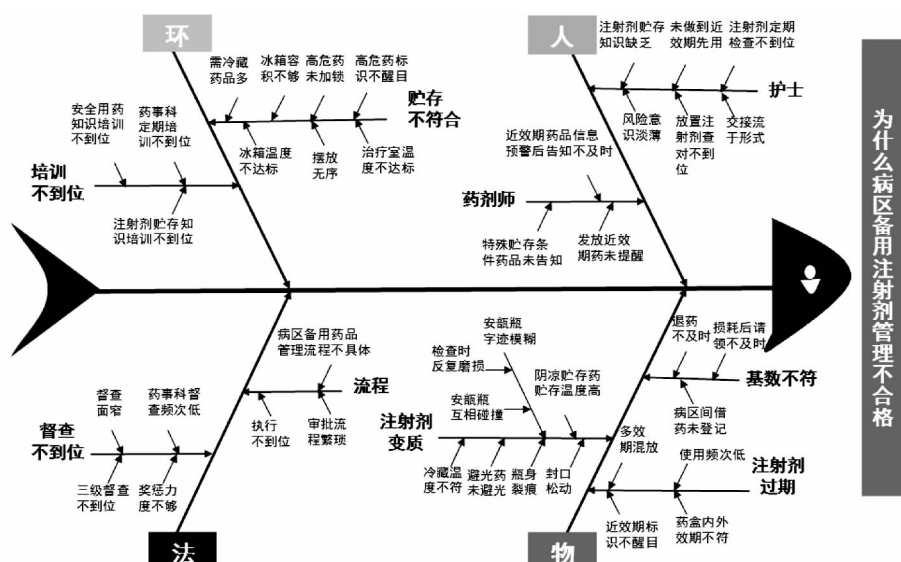 环
需冷藏
药品多
冰箱容
积不够
高危药
未加锁
高危药标
识不醒目
贮存
不符合
冰箱温度
不达标
摆放
无序
治疗室温
度不达标
安全用药
知识培训
不到位
药事科
定期培
训不到位
培训
不到位
注射剂贮存知
识培训不到位
人
注射剂贮存
知识缺乏
未做到近
效期先用
注射剂定期
检查不到位
护士
风险意
识淡薄
放置注
射剂查
对不到
位
交接流
于形式
近效期药品信息
预警后告知不及时
药剂师
特殊贮存条
件药品未告知
发放近效
期药未提醒
为什么病区备用注射剂管理不合格
病区备用药品
管理流程不具体
流程
执行
不到位
审批流
程繁琐
督查
面窄
药事科督
查频次低
督查
不到位
三级督查
不到位
奖惩力
度不够
法
安瓿瓶
字迹模糊
检查时
反复磨损
安瓿瓶
互相碰撞
阴凉贮存药
贮存温度高
注射剂
变质
冷藏温
度不符
避光药
未避光
瓶身
裂痕
封口
松动
退药
不及时
损耗后请
领不及时
基数不符
病区间借
药未登记
多效
期混放
使用频次低
注射剂
过期
近效期标
识不醒目
药盒内外
效期不符
物